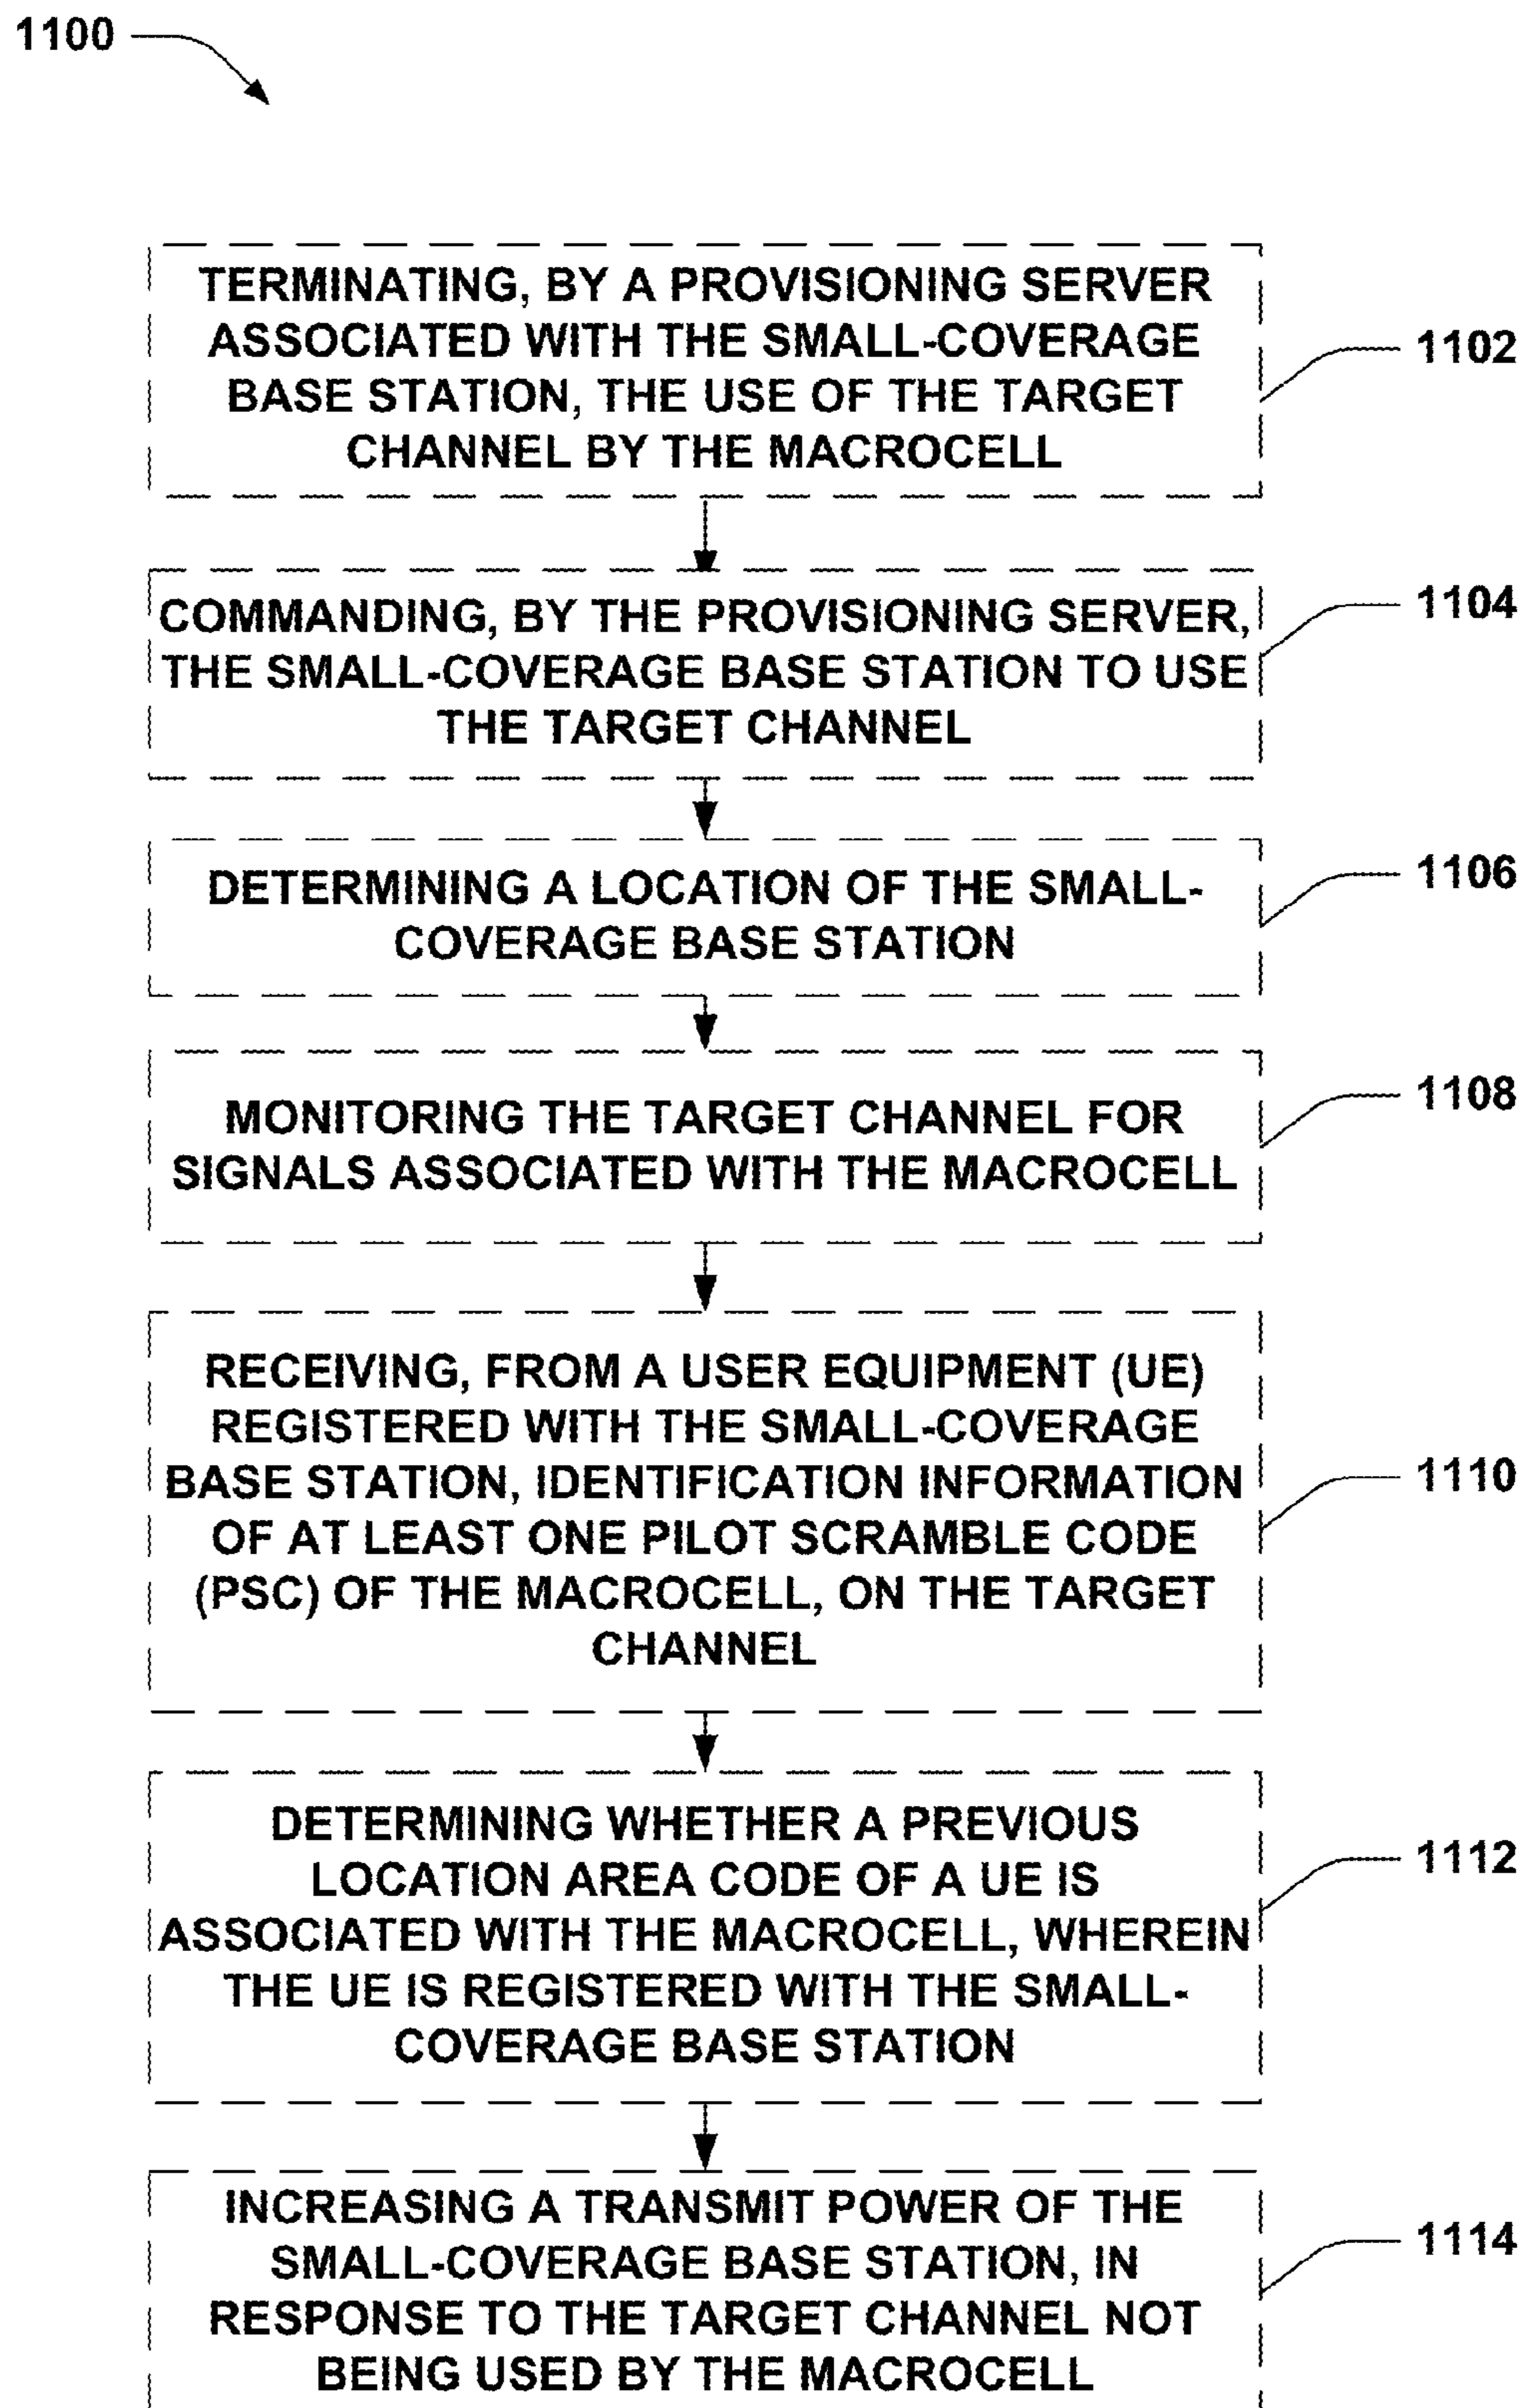 1100
TERMINATING, BY A PROVISIONING SERVER
ASSOCIATED WITH THE SMALL-COVERAGE
BASE STATION, THE USE OF THE TARGET
CHANNEL BY THE MACROCELL
1102
COMMANDING, BY THE PROVISIONING SERVER,
THE SMALL-COVERAGE BASE STATION TO USE
THE TARGET CHANNEL
1104
DETERMINING A LOCATION OF THE SMALL-
COVERAGE BASE STATION
1106
MONITORING THE TARGET CHANNEL FOR
SIGNALS ASSOCIATED WITH THE MACROCELL
1108
RECEIVING, FROM A USER EQUIPMENT (UE)
REGISTERED WITH THE SMALL-COVERAGE
BASE STATION, IDENTIFICATION INFORMATION
OF AT LEAST ONE PILOT SCRAMBLE CODE
(PSC) OF THE MACROCELL, ON THE TARGET
CHANNEL
1110
DETERMINING WHETHER A PREVIOUS
LOCATION AREA CODE OF A UE IS
ASSOCIATED WITH THE MACROCELL, WHEREIN
THE UE IS REGISTERED WITH THE SMALL-
COVERAGE BASE STATION
1112
INCREASING A TRANSMIT POWER OF THE
SMALL-COVERAGE BASE STATION, IN
RESPONSE TO THE TARGET CHANNEL NOT
BEING USED BY THE MACROCELL
1114